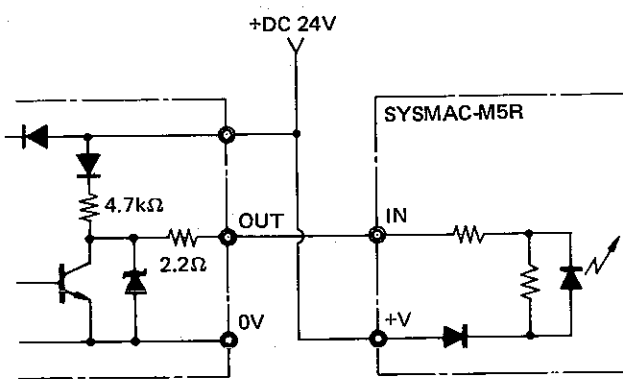 +DC 24V
SYSMAC-M5R
4.7kΩ
OUT
IN
2.2Ω
0V
+V